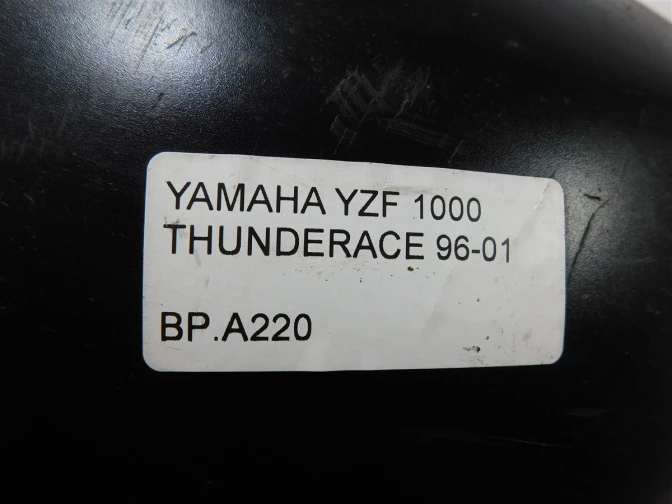 YAMAHA YZF 1000
THUNDERACE 96-01
BP.A220